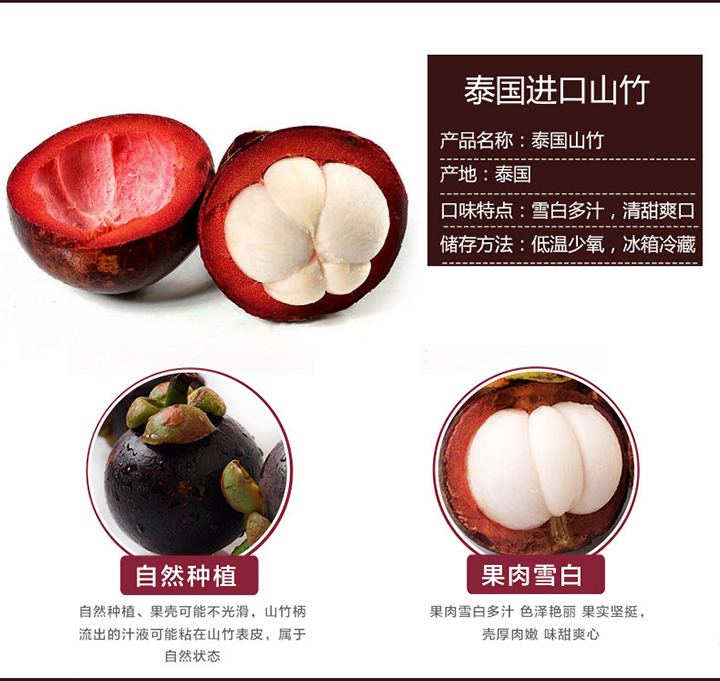 泰国进口山竹
产品名称：泰国山竹
产地：泰国
口味特点：雪白多汁，清甜爽口
储存方法：低温少氧，冰箱冷藏
自然种植
自然种植、果壳可能不光滑，山竹柄
流出的汁液可能粘在山竹表皮，属于
自然状态
果肉雪白
果肉雪白多汁 色泽艳丽 果实坚挺，
壳厚肉嫩 味甜爽心